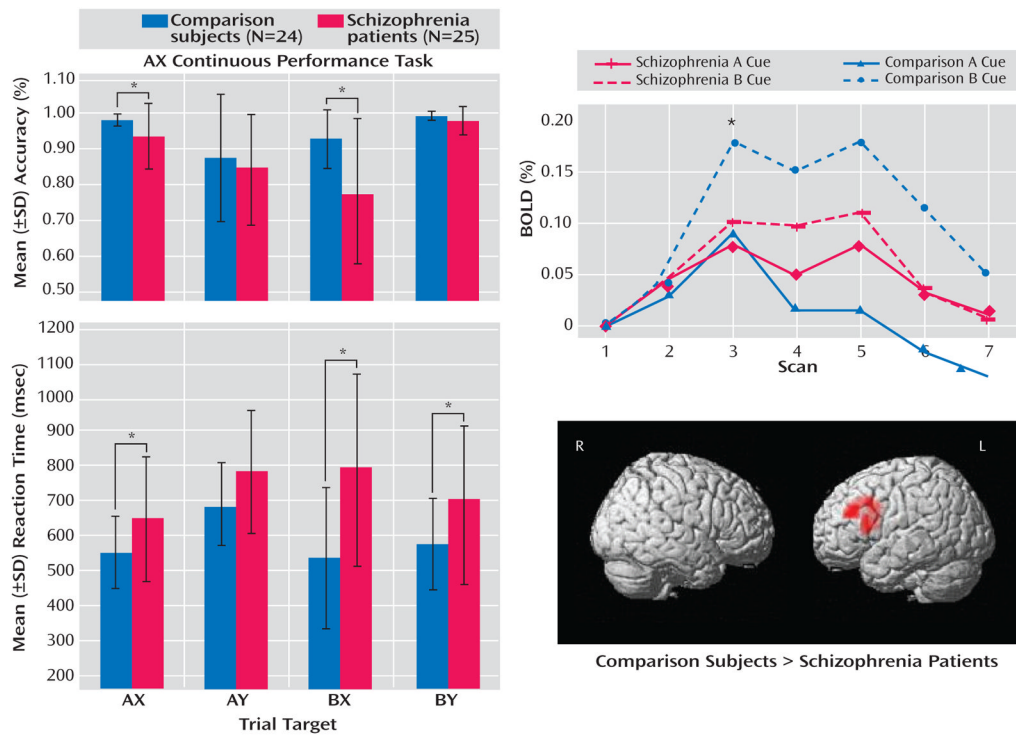 Comparison
subjects (N=24)
Schizophrenia
patients (N=25)
AX Continuous Performance Task
Mean (±SD) Accuracy (%)
1.10
1.00
0.90
0.80
0.70
0.60
0.50
*
*
Mean (±SD) Reaction Time (msec)
1200
1100
1000
900
800
700
600
500
400
300
200
*
*
*
AX
AY
BX
BY
Trial Target
Schizophrenia A Cue
Schizophrenia B Cue
Comparison A Cue
Comparison B Cue
BOLD (%)
0.20
0.15
0.10
0.05
0
*
1
2
3
4
5
6
7
Scan
R
L
Comparison Subjects > Schizophrenia Patients